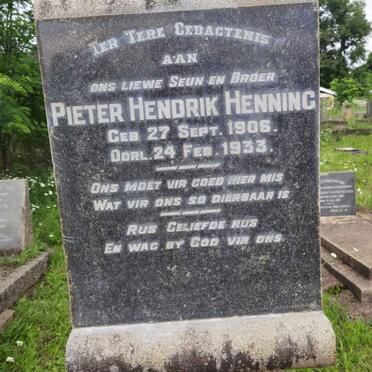 Ter Tere Gedagtenis
AAN
ONS LIEWE SEUN EN BROER
PIETER HENDRIK HENNING
GEB. 27 SEPT. 1906.
OORL. 24 FEB. 1933.
ONS MOET VIR GOED HIER MIS
WAT VIR ONS SO DIERBAAR IS
RUS GELIEFDE RUS
EN WAG BY GOD VIR ONS.